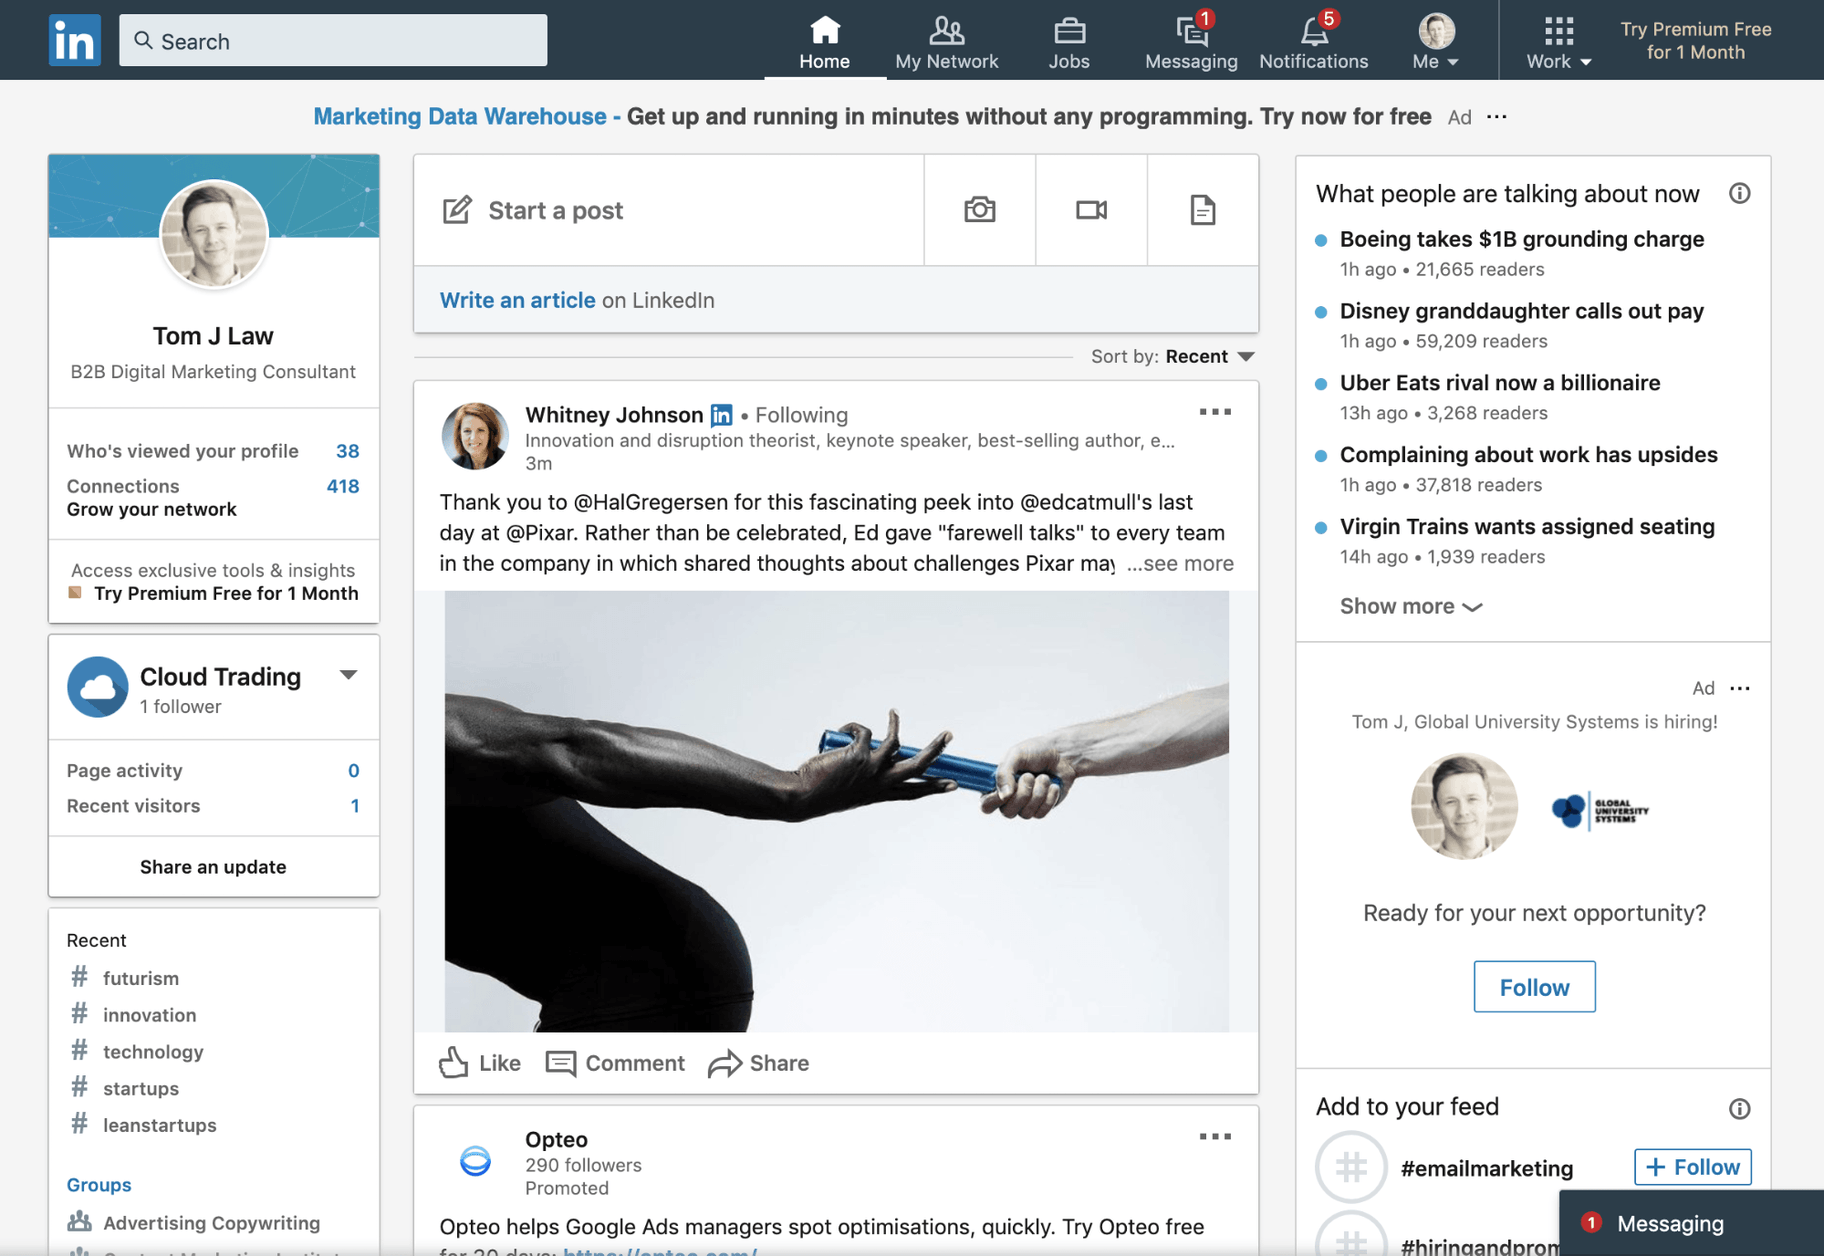 in
Search
Home
My Network
Jobs
1
Messaging
5
Notifications
Me
Work
Try Premium Free
for 1 Month
Marketing Data Warehouse - Get up and running in minutes without any programming. Try now for free Ad ···
Tom J Law
B2B Digital Marketing Consultant
Who's viewed your profile 38
Connections 418
Grow your network
Access exclusive tools & insights
Try Premium Free for 1 Month
Cloud Trading
1 follower
Page activity 0
Recent visitors 1
Share an update
Recent
# futurism
# innovation
# technology
# startups
# leanstartups
Groups
Advertising Copywriting
Start a post
Write an article on LinkedIn
Sort by: Recent
Whitney Johnson in • Following
Innovation and disruption theorist, keynote speaker, best-selling author, e...
3m
Thank you to @HalGregersen for this fascinating peek into @edcatmull's last
day at @Pixar. Rather than be celebrated, Ed gave "farewell talks" to every team
in the company in which shared thoughts about challenges Pixar may ...see more
Like Comment Share
Opteo
290 followers
Promoted
Opteo helps Google Ads managers spot optimisations, quickly. Try Opteo free
for 30 days: https://opteo.com/
What people are talking about now
Boeing takes $1B grounding charge
1h ago • 21,665 readers
Disney granddaughter calls out pay
1h ago • 59,209 readers
Uber Eats rival now a billionaire
13h ago • 3,268 readers
Complaining about work has upsides
1h ago • 37,818 readers
Virgin Trains wants assigned seating
14h ago • 1,939 readers
Show more
Ad ···
Tom J, Global University Systems is hiring!
GLOBAL
UNIVERSITY
SYSTEMS
Ready for your next opportunity?
Follow
Add to your feed
# #emailmarketing + Follow
# #hiringandprom
1 Messaging